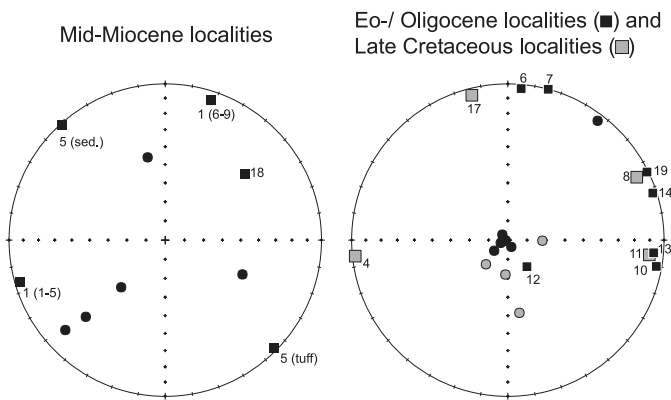 Mid-Miocene localities
Eo-/ Oligocene localities (■) and
Late Cretaceous localities (■)
1 (6-9)
5 (sed.)
18
1 (1-5)
5 (tuff)
6
7
17
19
8
14
4
11
13
10
12